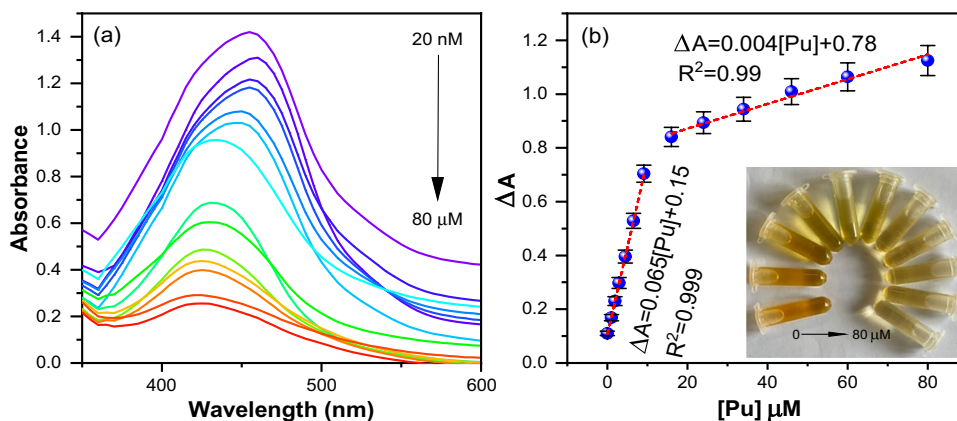 (a)
20 nM
80 μM
Absorbance
1.4
1.2
1.0
0.8
0.6
0.4
0.2
0.0
400
500
600
Wavelength (nm)
(b)
ΔA=0.004[Pu]+0.78
R²=0.99
ΔA=0.065[Pu]+0.15
R²=0.999
ΔA
1.2
1.0
0.8
0.6
0.4
0.2
0.0
0 80 μM
0
20
40
60
80
[Pu] μM